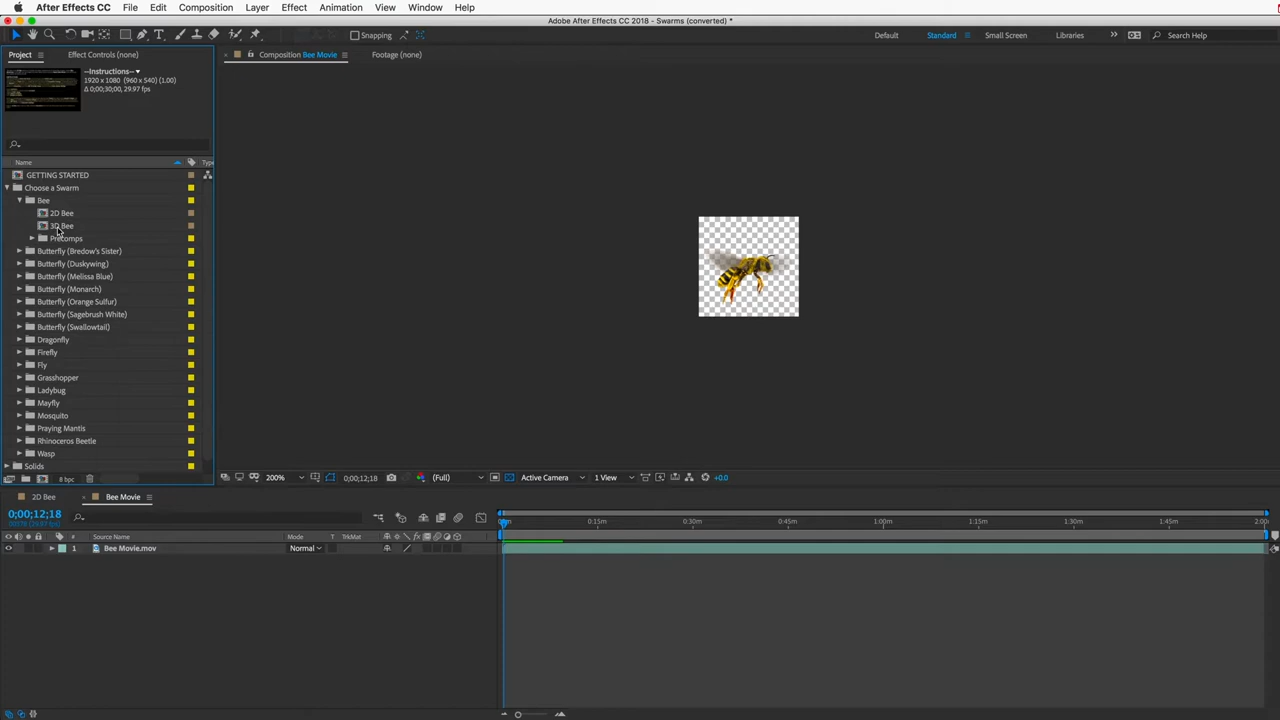 After Effects CC File Edit Composition Layer Effect Animation View Window Help
Adobe After Effects CC 2018 - Swarms (converted) *
Snapping Default Standard Small Screen Libraries Search Help
Project Effect Controls (none) Composition Bee Movie Footage (none)
--Instructions--
1920 x 1080 (960 x 540) (1.00)
Δ 0;00;30;00, 29.97 fps
Name Type
GETTING STARTED
Choose a Swarm
Bee
2D Bee
3D Bee
Precomps
Butterfly (Bredow's Sister)
Butterfly (Duskywing)
Butterfly (Melissa Blue)
Butterfly (Monarch)
Butterfly (Orange Sulfur)
Butterfly (Sagebrush White)
Butterfly (Swallowtail)
Dragonfly
Firefly
Fly
Grasshopper
Ladybug
Mayfly
Mosquito
Praying Mantis
Rhinoceros Beetle
Wasp
Solids
8 bpc 200% 0;00;12;18 (Full) Active Camera 1 View +0.0
2D Bee Bee Movie
0;00;12;18
0:15m 0:30m 0:45m 1:00m 1:15m 1:30m 1:45m 2:00
# Source Name Mode T TrkMat
1 Bee Movie.mov Normal